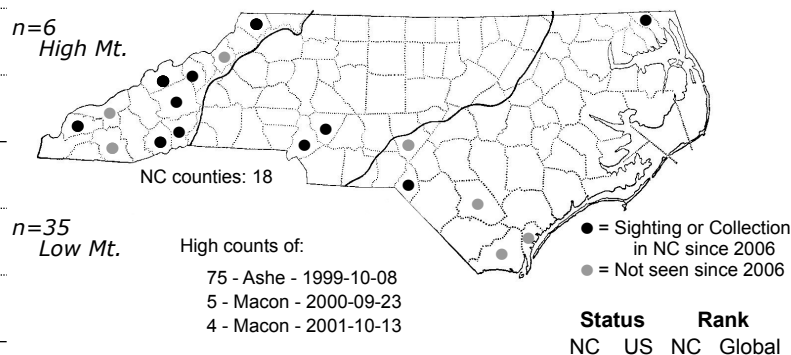 n=6
High Mt.
NC counties: 18
n=35
Low Mt.
High counts of:
75 - Ashe - 1999-10-08
5 - Macon - 2000-09-23
4 - Macon - 2001-10-13
= Sighting or Collection
in NC since 2006
= Not seen since 2006
Status Rank
NC US NC Global